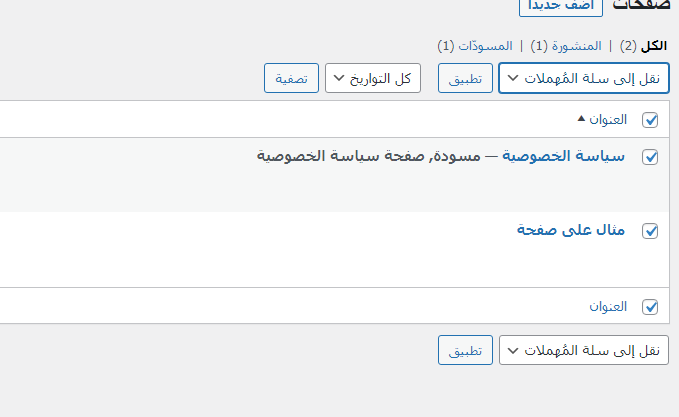 صفحات أضف جديدًا
الكل (2) | المنشورة (1) | المسودّات (1)
نقل إلى سلة المُهملات تطبيق كل التواريخ تصفية
العنوان
سياسة الخصوصية — مسودة, صفحة سياسة الخصوصية
مثال على صفحة
العنوان
نقل إلى سلة المُهملات تطبيق